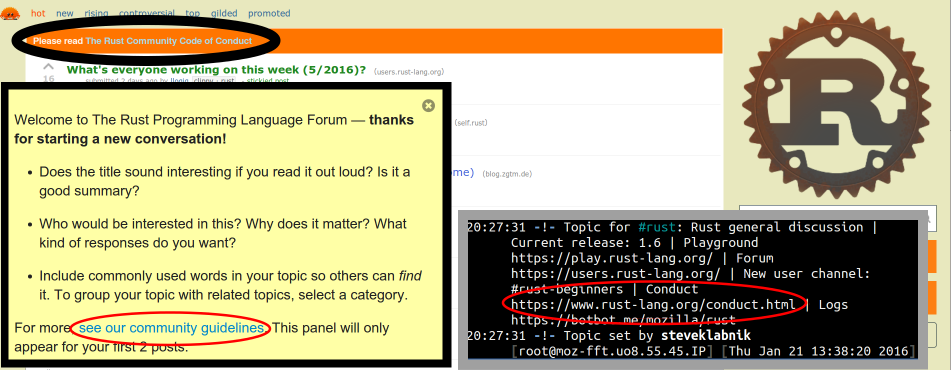 hot new rising controversial top gilded promoted
Please read The Rust Community Code of Conduct
What's everyone working on this week (5/2016)? (users.rust-lang.org)
16
submitted 2 days ago by llogiq clippy · rust - stickied post
Welcome to The Rust Programming Language Forum — thanks
for starting a new conversation!
• Does the title sound interesting if you read it out loud? Is it a
good summary?
• Who would be interested in this? Why does it matter? What
kind of responses do you want?
• Include commonly used words in your topic so others can find
it. To group your topic with related topics, select a category.
For more, see our community guidelines. This panel will only
appear for your first 2 posts.
(self.rust)
ome) (blog.zgtm.de)
R
20:27:31 -!- Topic for #rust: Rust general discussion |
Current release: 1.6 | Playground
https://play.rust-lang.org/ | Forum
https://users.rust-lang.org/ | New user channel:
#rust-beginners | Conduct
https://www.rust-lang.org/conduct.html | Logs
https://botbot.me/mozilla/rust
20:27:31 -!- Topic set by steveklabnik
[root@moz-fft.uo8.55.45.IP] [Thu Jan 21 13:38:20 2016]